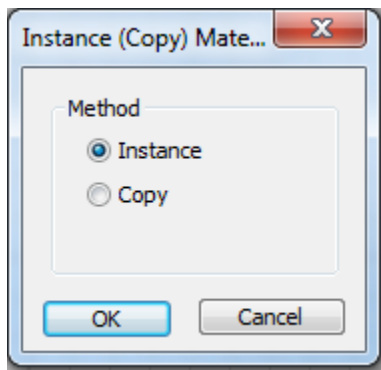 Instance (Copy) Mate...
Method
Instance
Copy
OK
Cancel